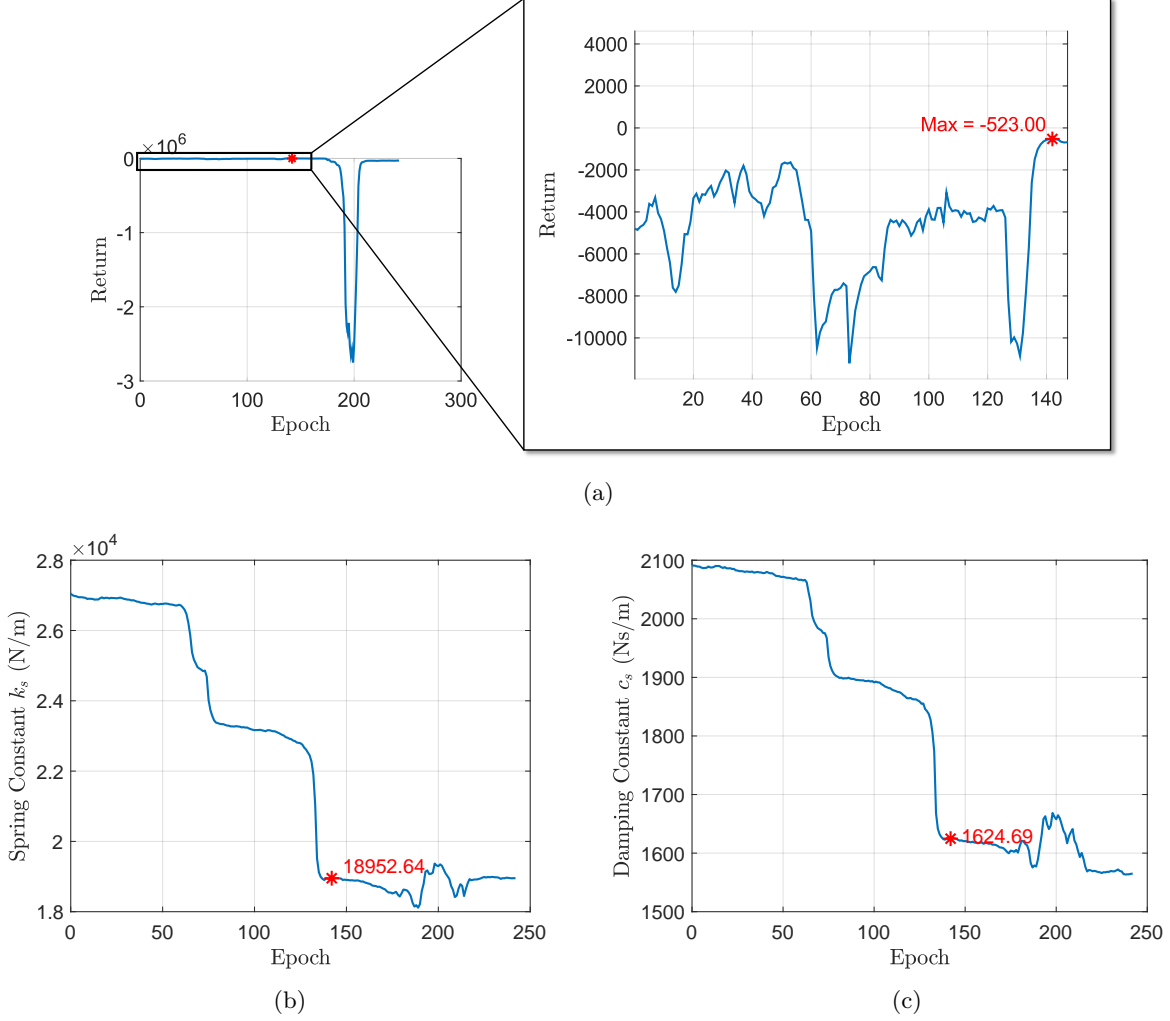 ×10^6
0
-1
-2
-3
Return
0 100 200 300
Epoch
4000
2000
0
-2000
-4000
-6000
-8000
-10000
Return
Max = -523.00
20 40 60 80 100 120 140
Epoch
(a)
×10^4
2.8
2.6
2.4
2.2
2
1.8
Spring Constant k_s (N/m)
18952.64
0 50 100 150 200 250
Epoch
(b)
2100
2000
1900
1800
1700
1600
1500
Damping Constant c_s (Ns/m)
1624.69
0 50 100 150 200 250
Epoch
(c)